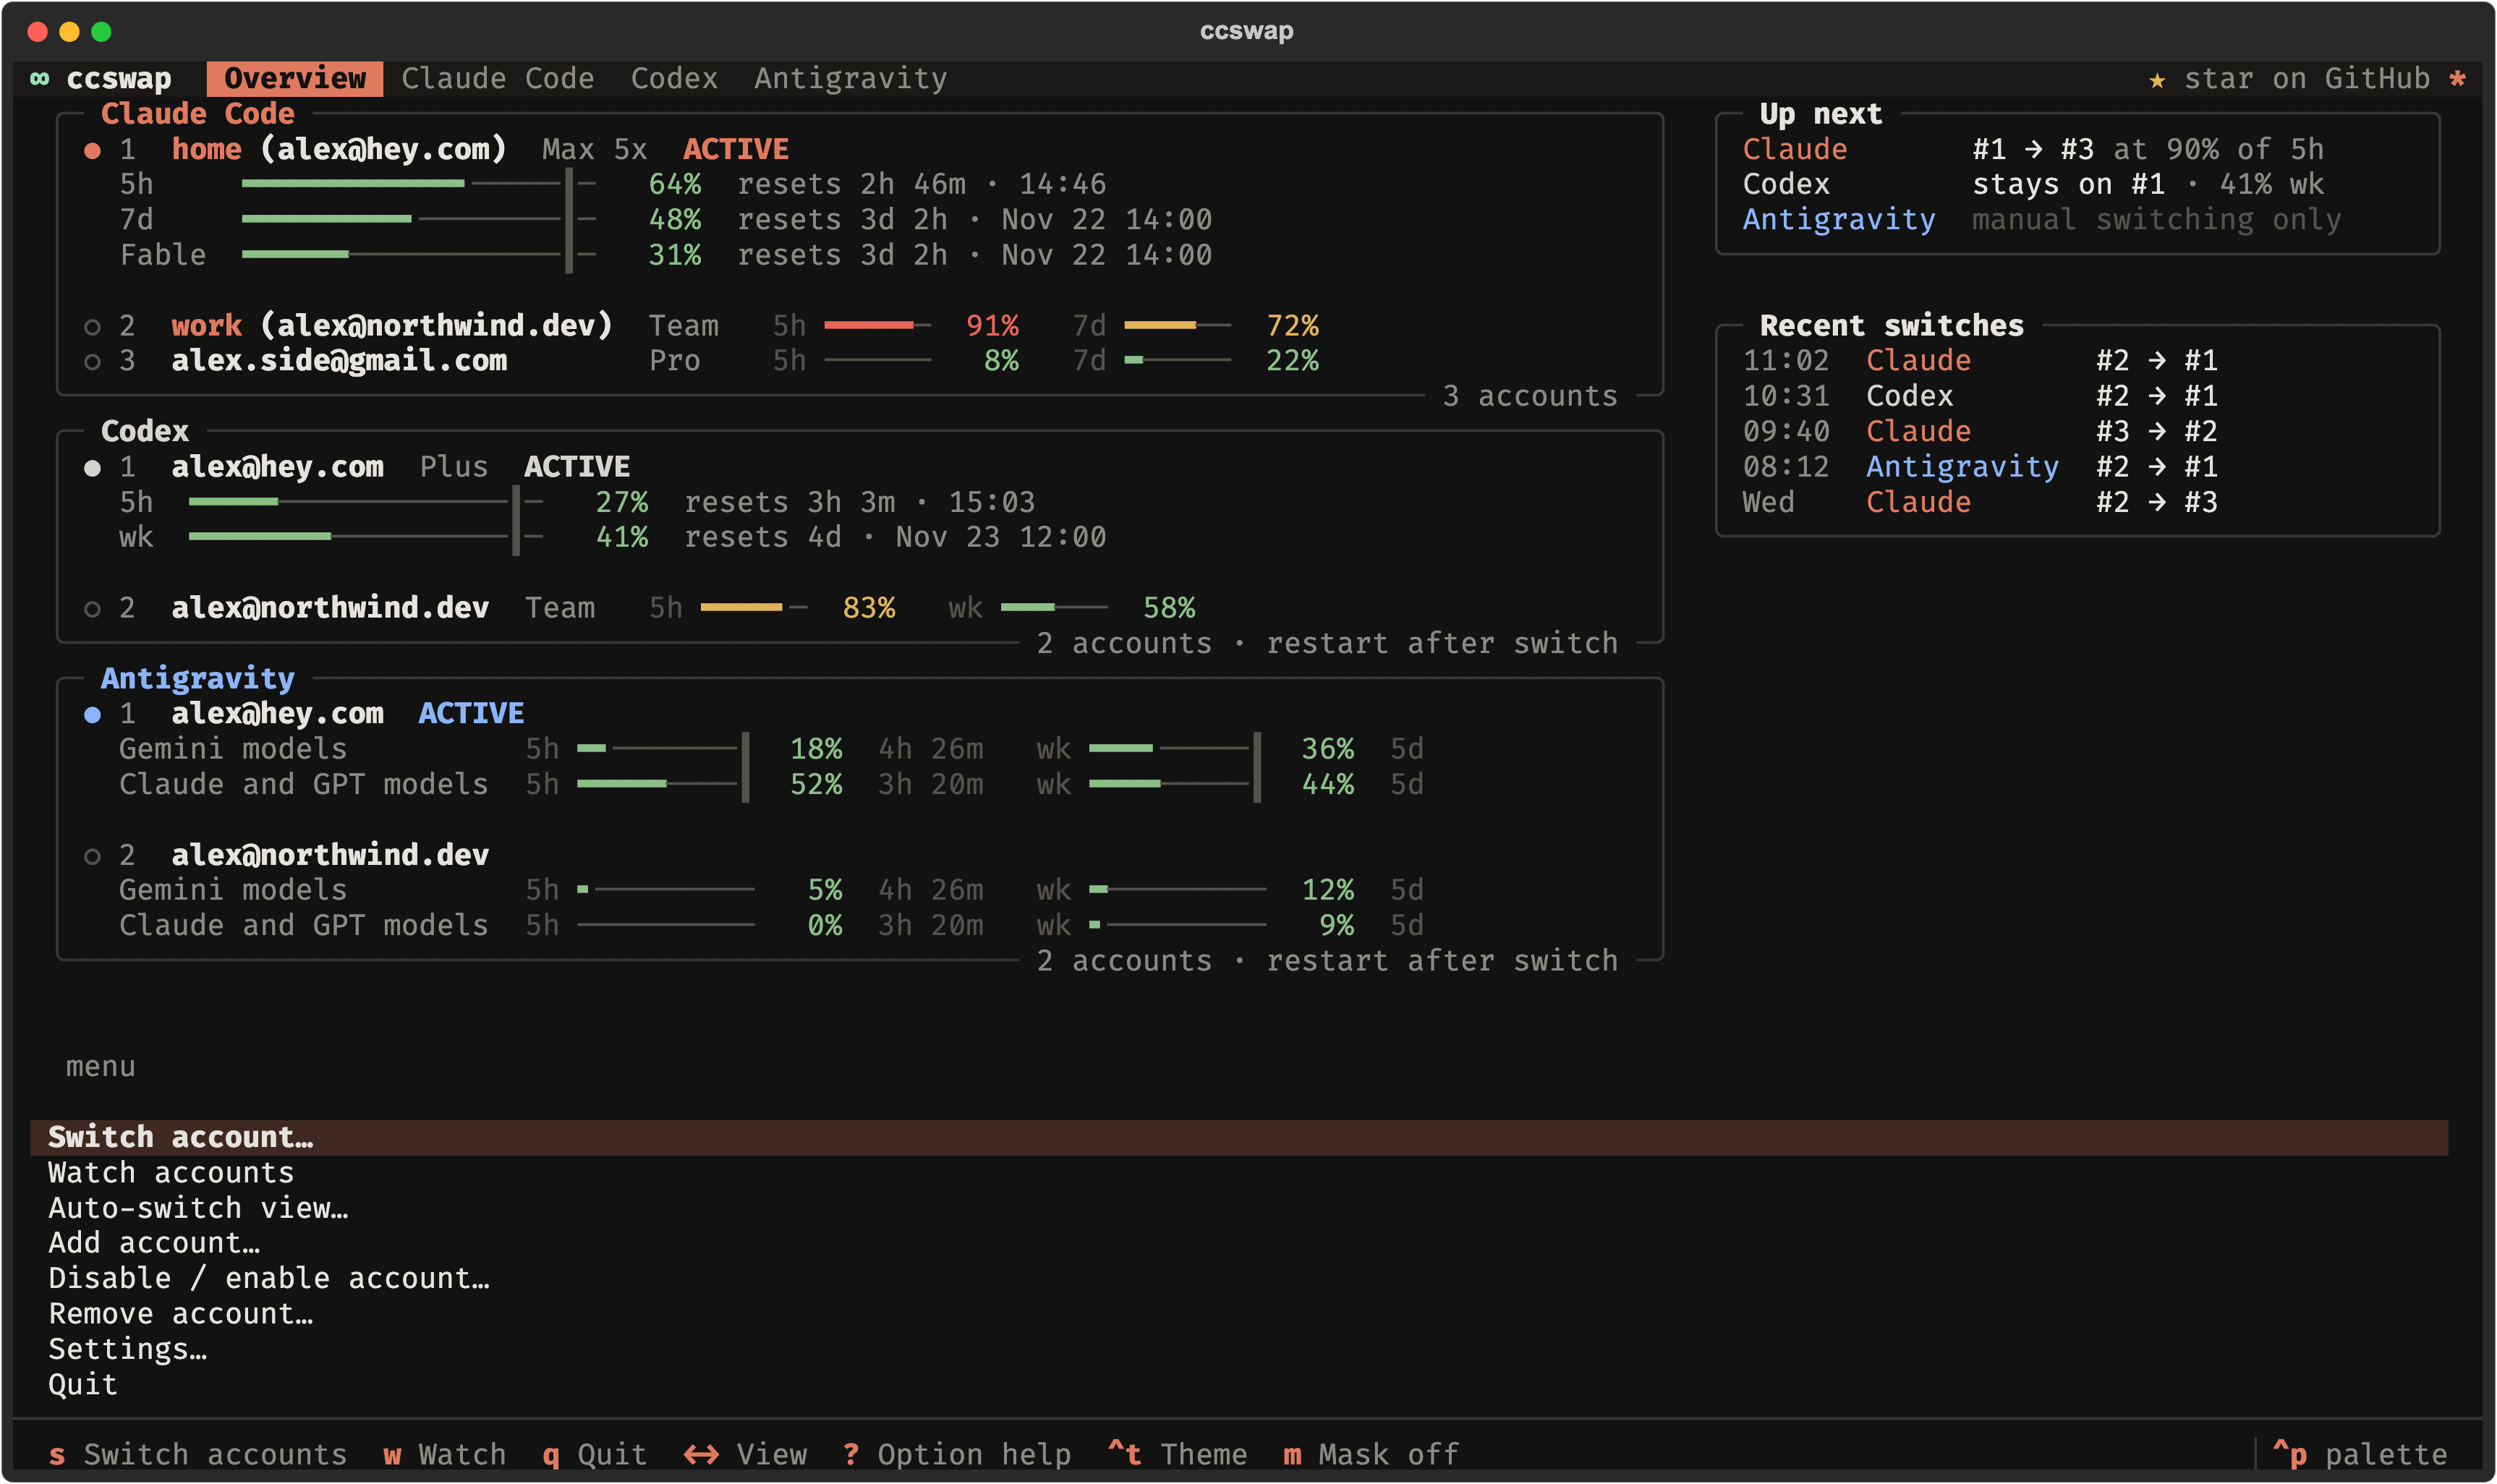 ccswap
∞ ccswap Overview Claude Code Codex Antigravity ★ star on GitHub *
Claude Code
● 1 home (alex@hey.com) Max 5x ACTIVE
5h 64% resets 2h 46m · 14:46
7d 48% resets 3d 2h · Nov 22 14:00
Fable 31% resets 3d 2h · Nov 22 14:00
○ 2 work (alex@northwind.dev) Team 5h 91% 7d 72%
○ 3 alex.side@gmail.com Pro 5h 8% 7d 22%
3 accounts
Codex
● 1 alex@hey.com Plus ACTIVE
5h 27% resets 3h 3m · 15:03
wk 41% resets 4d · Nov 23 12:00
○ 2 alex@northwind.dev Team 5h 83% wk 58%
2 accounts · restart after switch
Antigravity
● 1 alex@hey.com ACTIVE
Gemini models 5h 18% 4h 26m wk 36% 5d
Claude and GPT models 5h 52% 3h 20m wk 44% 5d
○ 2 alex@northwind.dev
Gemini models 5h 5% 4h 26m wk 12% 5d
Claude and GPT models 5h 0% 3h 20m wk 9% 5d
2 accounts · restart after switch
Up next
Claude #1 → #3 at 90% of 5h
Codex stays on #1 · 41% wk
Antigravity manual switching only
Recent switches
11:02 Claude #2 → #1
10:31 Codex #2 → #1
09:40 Claude #3 → #2
08:12 Antigravity #2 → #1
Wed Claude #2 → #3
menu
Switch account…
Watch accounts
Auto-switch view…
Add account…
Disable / enable account…
Remove account…
Settings…
Quit
s Switch accounts w Watch q Quit ↔ View ? Option help ^t Theme m Mask off ^p palette